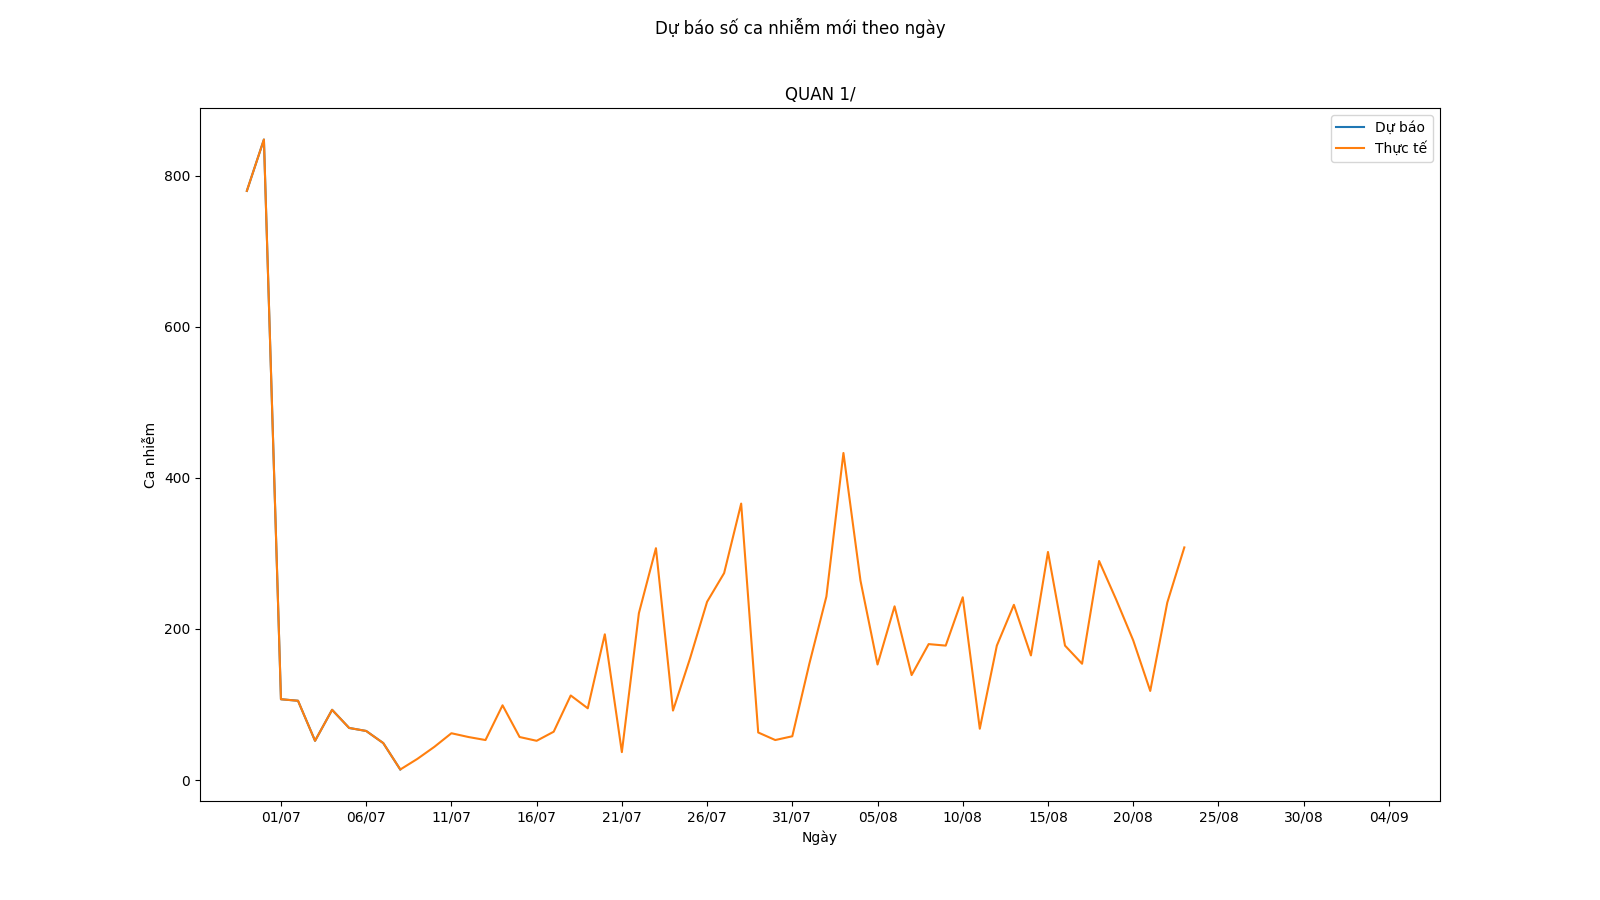 Dự báo số ca nhiễm mới theo ngày
QUAN 1/
Dự báo
Thực tế
800
600
400
200
0
Ca nhiễm
01/07 06/07 11/07 16/07 21/07 26/07 31/07 05/08 10/08 15/08 20/08 25/08 30/08 04/09
Ngày